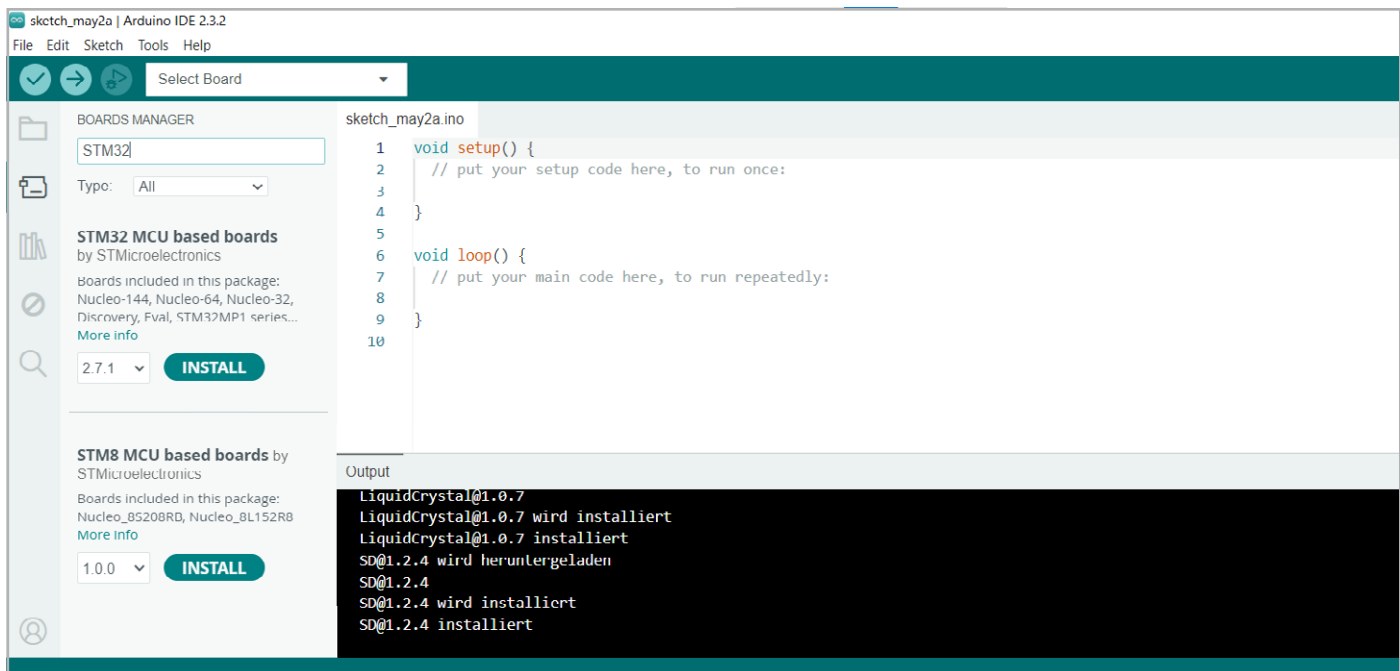 sketch_may2a | Arduino IDE 2.3.2
File Edit Sketch Tools Help
Select Board
BOARDS MANAGER
STM32
Type: All
STM32 MCU based boards
by STMicroelectronics
Boards included in this package:
Nucleo-144, Nucleo-64, Nucleo-32,
Discovery, Eval, STM32MP1 series...
More info
2.7.1 INSTALL
STM8 MCU based boards by
STMicroelectronics
Boards included in this package:
Nucleo_8S208RB, Nucleo_8L152R8
More Info
1.0.0 INSTALL
sketch_may2a.ino
1 void setup() {
2 // put your setup code here, to run once:
3
4 }
5
6 void loop() {
7 // put your main code here, to run repeatedly:
8
9 }
10
Output
LiquidCrystal@1.0.7
LiquidCrystal@1.0.7 wird installiert
LiquidCrystal@1.0.7 installiert
SD@1.2.4 wird heruntergeladen
SD@1.2.4
SD@1.2.4 wird installiert
SD@1.2.4 installiert